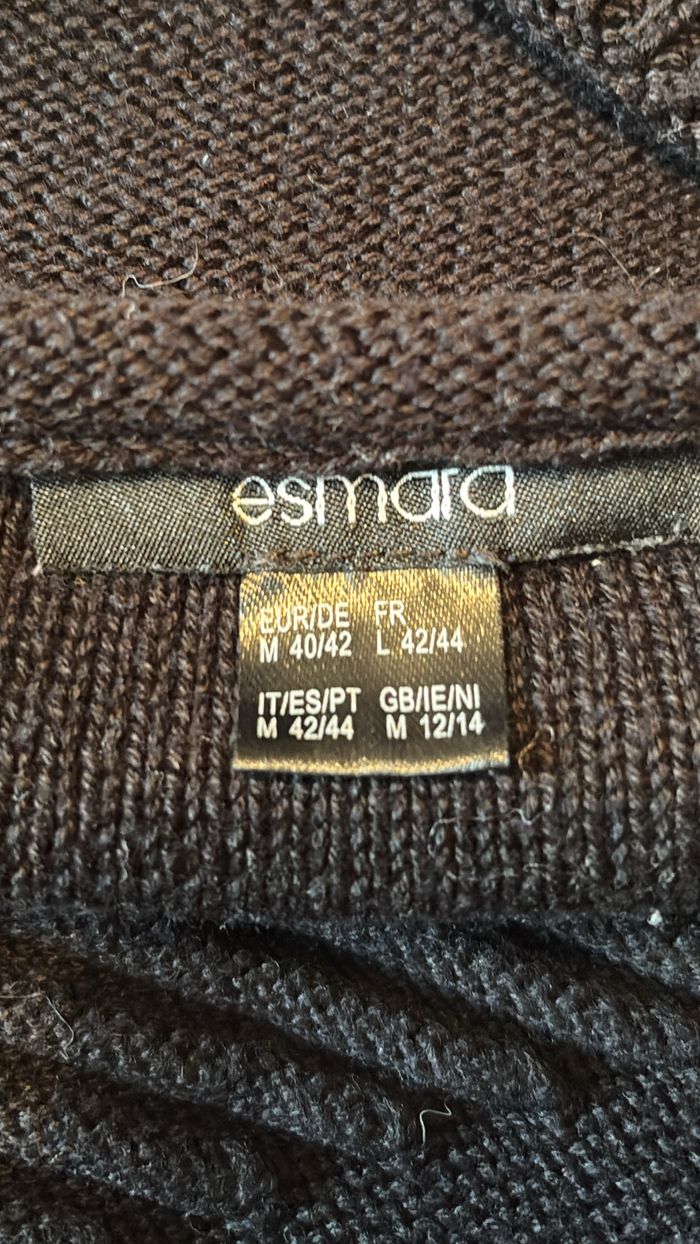 esmara
EUR/DE FR
M 40/42 L 42/44
IT/ES/PT GB/IE/NI
M 42/44 M 12/14